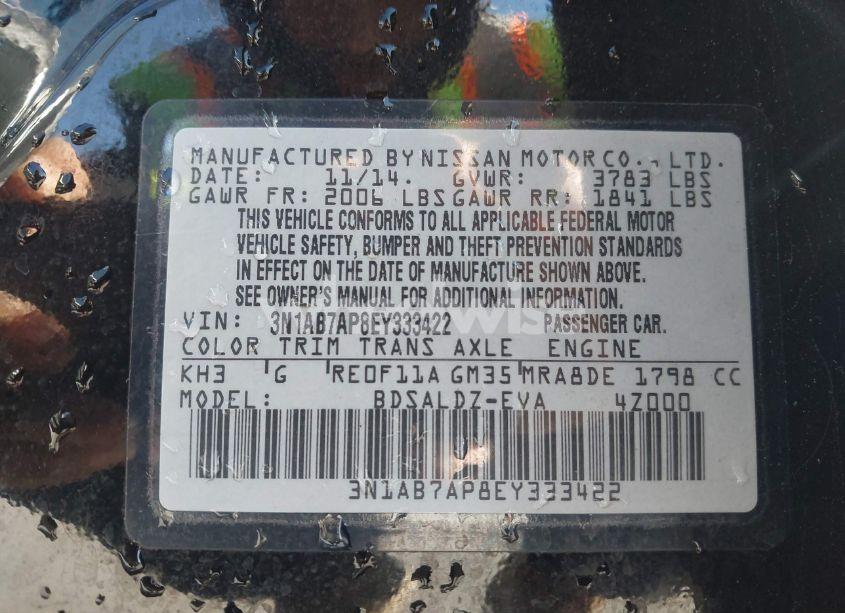 MANUFACTURED BY NISSAN MOTOR CO., LTD.
DATE: 11/14. GVWR: 3783 LBS
GAWR FR: 2006 LBS GAWR RR: 1841 LBS
THIS VEHICLE CONFORMS TO ALL APPLICABLE FEDERAL MOTOR
VEHICLE SAFETY, BUMPER AND THEFT PREVENTION STANDARDS
IN EFFECT ON THE DATE OF MANUFACTURE SHOWN ABOVE.
SEE OWNER'S MANUAL FOR ADDITIONAL INFORMATION.
VIN: 3N1AB7AP8EY333422 PASSENGER CAR.
COLOR TRIM TRANS AXLE ENGINE
KH3 G RE0F11A GM35 MRA8DE 1798 CC
MODEL: BDSALDZ-EVA 4Z000
3N1AB7AP8EY333422